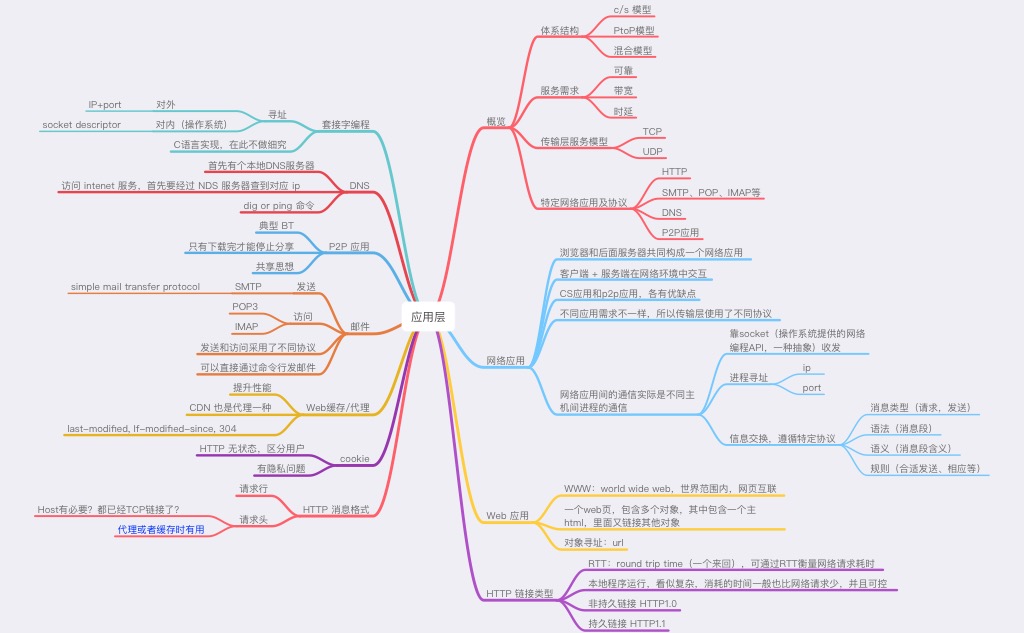 应用层
概览
体系结构
c/s 模型
PtoP模型
混合模型
服务需求
可靠
带宽
时延
传输层服务模型
TCP
UDP
特定网络应用及协议
HTTP
SMTP、POP、IMAP等
DNS
P2P应用
网络应用
浏览器和后面服务器共同构成一个网络应用
客户端 + 服务端在网络环境中交互
CS应用和p2p应用，各有优缺点
不同应用需求不一样，所以传输层使用了不同协议
网络应用间的通信实际是不同主
机间进程的通信
靠socket（操作系统提供的网络
编程API，一种抽象）收发
进程寻址
ip
port
信息交换，遵循特定协议
消息类型（请求，发送）
语法（消息段）
语义（消息段含义）
规则（合适发送、相应等）
Web 应用
WWW：world wide web，世界范围内，网页互联
一个web页，包含多个对象，其中包含一个主
html，里面又链接其他对象
对象寻址：url
HTTP 链接类型
RTT：round trip time（一个来回），可通过RTT衡量网络请求耗时
本地程序运行，看似复杂，消耗的时间一般也比网络请求少，并且可控
非持久链接 HTTP1.0
持久链接 HTTP1.1
套接字编程
寻址
对外
IP+port
对内（操作系统）
socket descriptor
C语言实现，在此不做细究
DNS
首先有个本地DNS服务器
访问 intenet 服务，首先要经过 NDS 服务器查到对应 ip
dig or ping 命令
P2P 应用
典型 BT
只有下载完才能停止分享
共享思想
邮件
发送
SMTP
simple mail transfer protocol
访问
POP3
IMAP
发送和访问采用了不同协议
可以直接通过命令行发邮件
Web缓存/代理
提升性能
CDN 也是代理一种
last-modified, If-modified-since, 304
cookie
HTTP 无状态，区分用户
有隐私问题
HTTP 消息格式
请求行
请求头
Host有必要？都已经TCP链接了？
代理或者缓存时有用